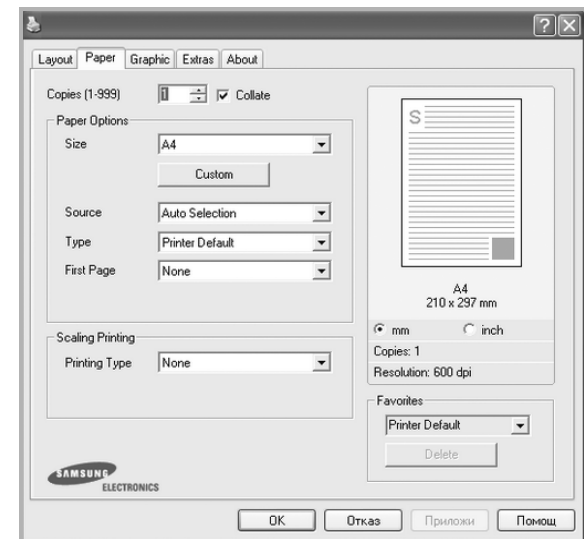 Layout Paper Graphic Extras About
Copies (1-999) 1 Collate
Paper Options
Size A4
Custom
Source Auto Selection
Type Printer Default
First Page None
Scaling Printing
Printing Type None
S
A4
210 x 297 mm
mm inch
Copies: 1
Resolution: 600 dpi
Favorites
Printer Default
Delete
SAMSUNG
ELECTRONICS
OK Отказ Приложи Помощ